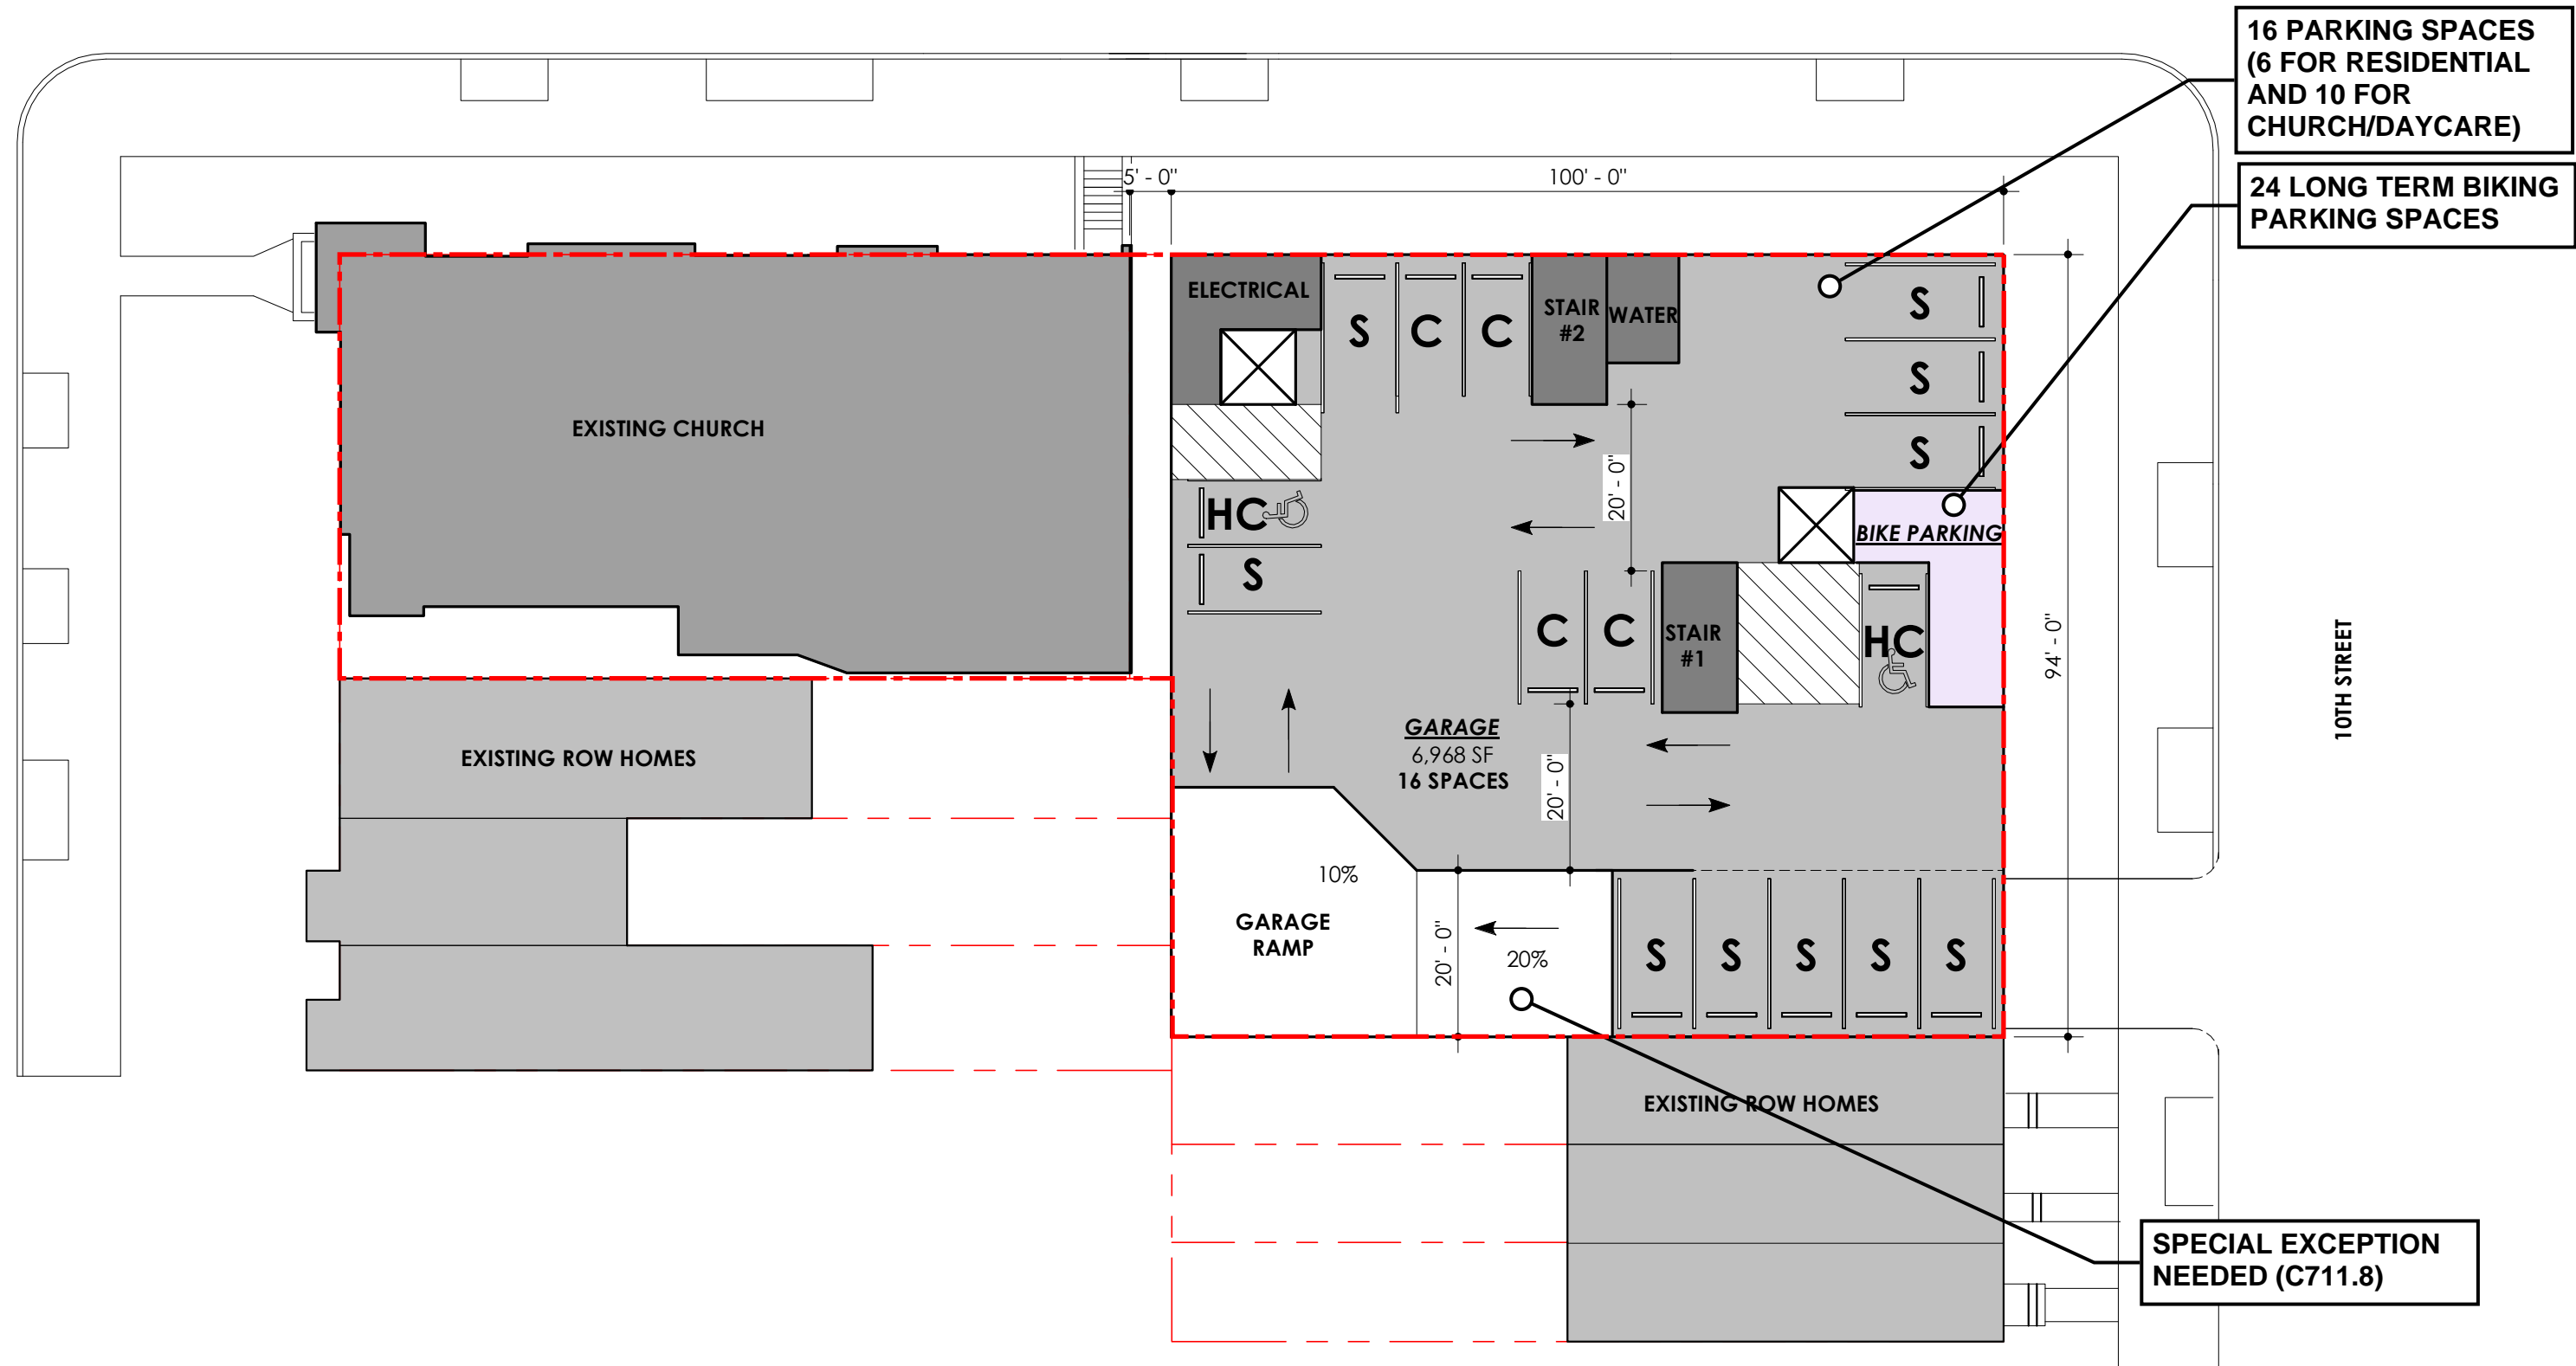 16 PARKING SPACES
(6 FOR RESIDENTIAL
AND 10 FOR
CHURCH/DAYCARE)
24 LONG TERM BIKING
PARKING SPACES
5' - 0"
100' - 0"
ELECTRICAL
S
C
C
STAIR
#2
WATER
S
S
S
EXISTING CHURCH
20' - 0"
HC
S
BIKE PARKING
C
C
STAIR
#1
HC
94' - 0"
10TH STREET
EXISTING ROW HOMES
GARAGE
6,968 SF
16 SPACES
20' - 0"
10%
GARAGE
RAMP
20' - 0"
20%
S
S
S
S
S
EXISTING ROW HOMES
SPECIAL EXCEPTION
NEEDED (C711.8)